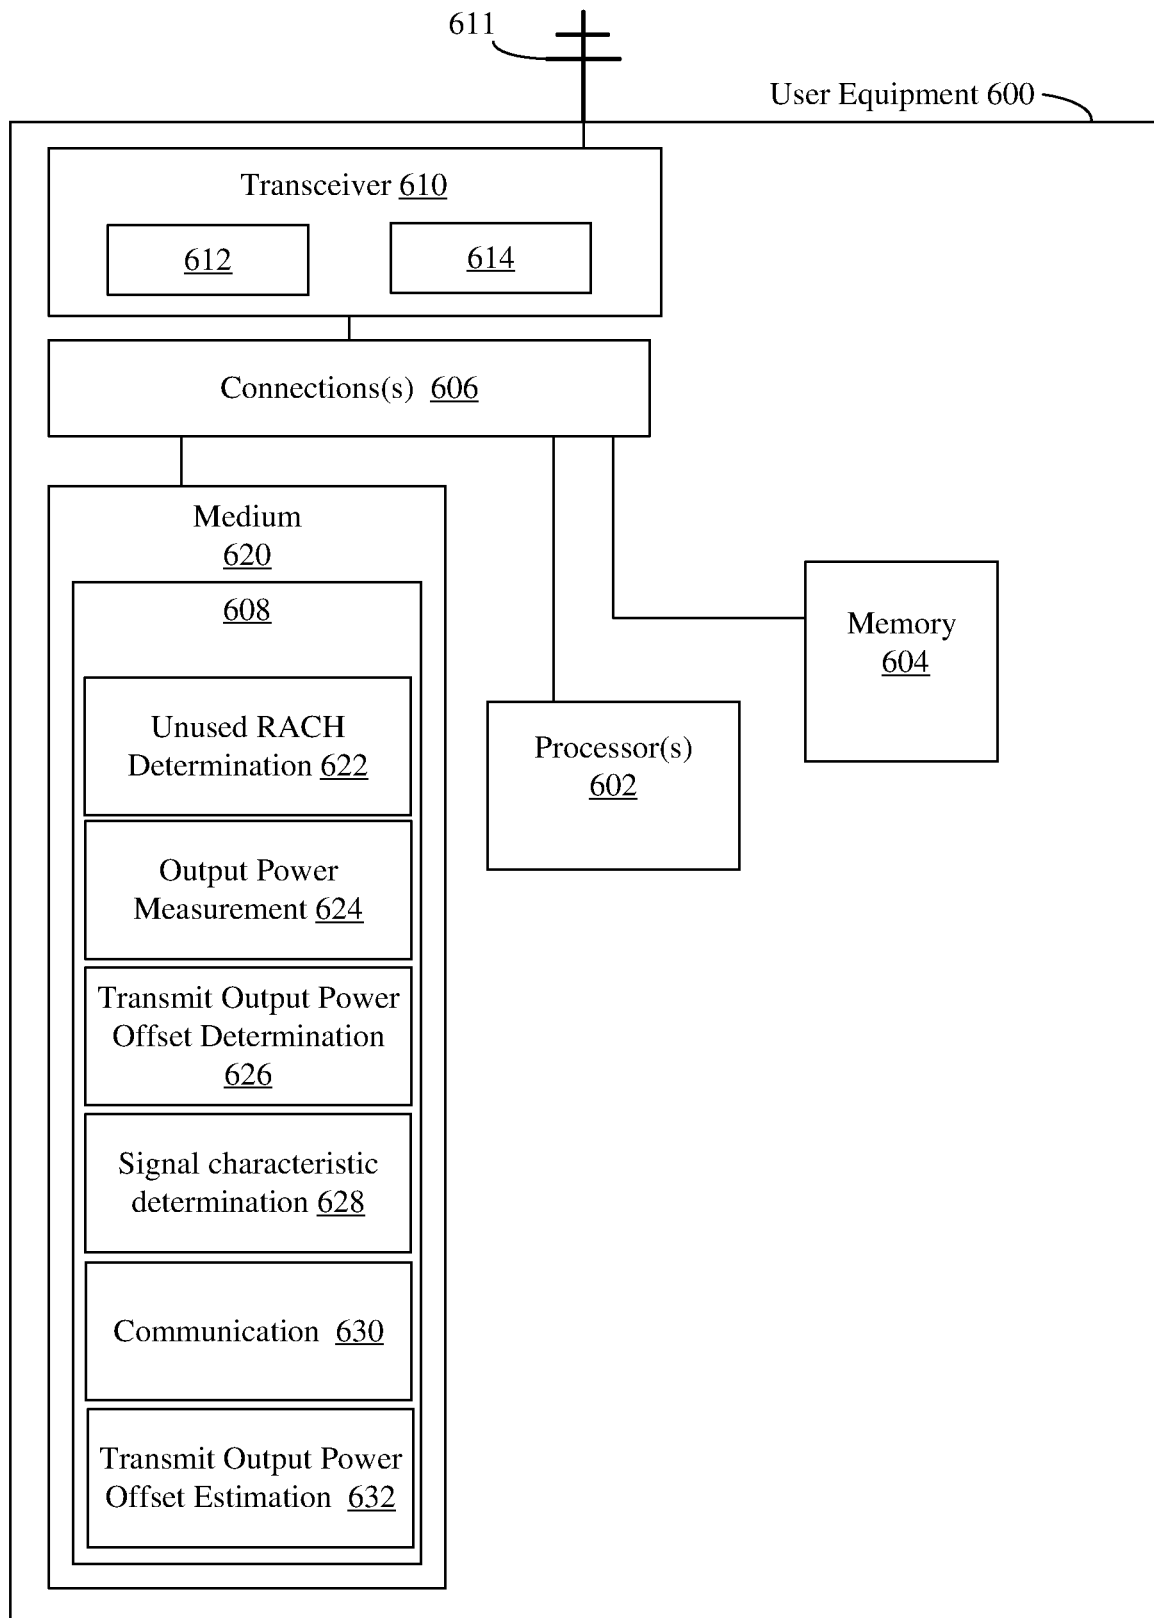 611
User Equipment 600
Transceiver 610
612
614
Connections(s) 606
Medium
620
608
Unused RACH
Determination 622
Output Power
Measurement 624
Transmit Output Power
Offset Determination
626
Signal characteristic
determination 628
Communication 630
Transmit Output Power
Offset Estimation 632
Processor(s)
602
Memory
604